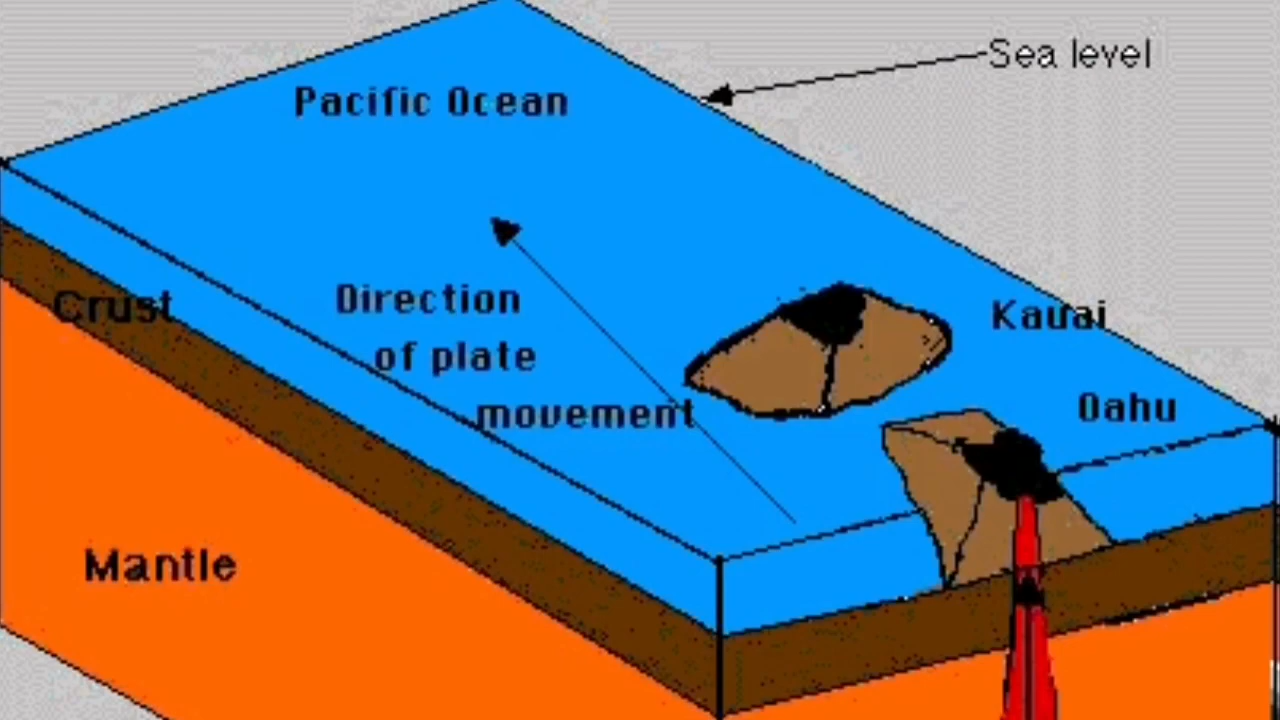 Sea level
Pacific Ocean
Direction
of plate
movement
Crust
Kauai
Oahu
Mantle